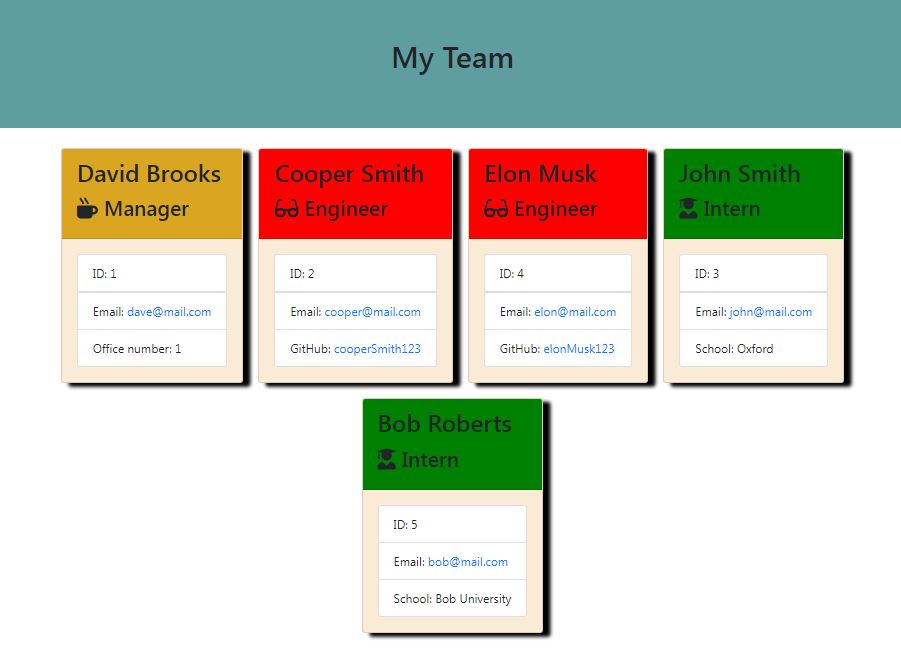 My Team
David Brooks
Manager
ID: 1
Email: dave@mail.com
Office number: 1
Cooper Smith
Engineer
ID: 2
Email: cooper@mail.com
GitHub: cooperSmith123
Elon Musk
Engineer
ID: 4
Email: elon@mail.com
GitHub: elonMusk123
John Smith
Intern
ID: 3
Email: john@mail.com
School: Oxford
Bob Roberts
Intern
ID: 5
Email: bob@mail.com
School: Bob University